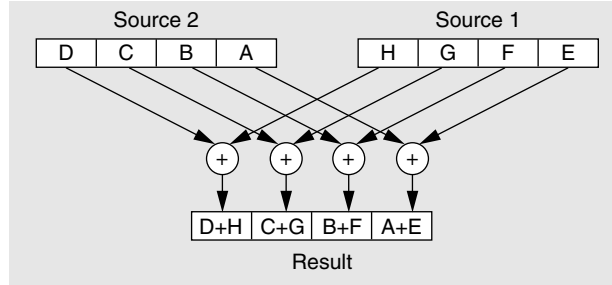 Source 2 Source 1
D C B A H G F E
+ + + +
D+H C+G B+F A+E
Result